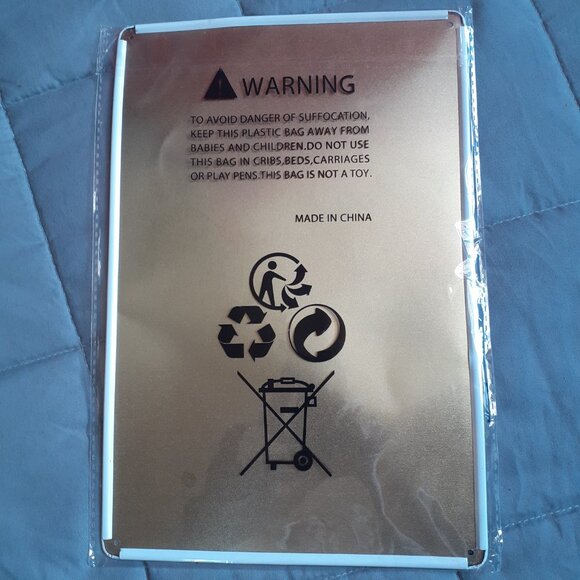 WARNING
TO AVOID DANGER OF SUFFOCATION,
KEEP THIS PLASTIC BAG AWAY FROM
BABIES AND CHILDREN.DO NOT USE
THIS BAG IN CRIBS,BEDS,CARRIAGES
OR PLAY PENS.THIS BAG IS NOT A TOY.
MADE IN CHINA